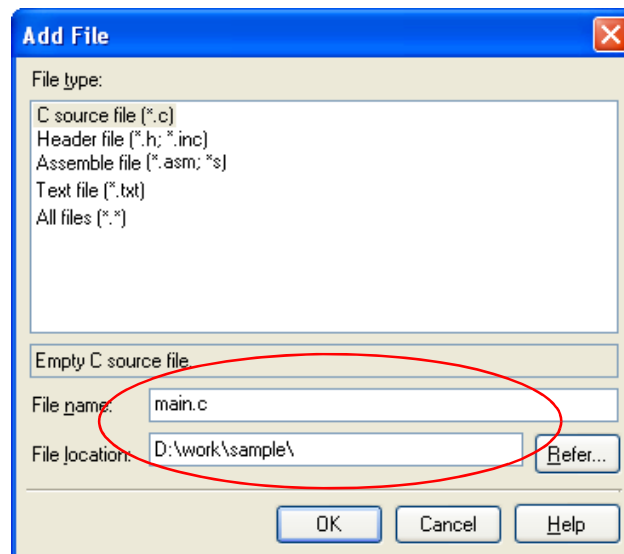 Add File
File type:
C source file (*.c)
Header file (*.h; *.inc)
Assemble file (*.asm; *s)
Text file (*.txt)
All files (*.*)
Empty C source file.
File name: main.c
File location: D:\work\sample\ Refer...
OK Cancel Help